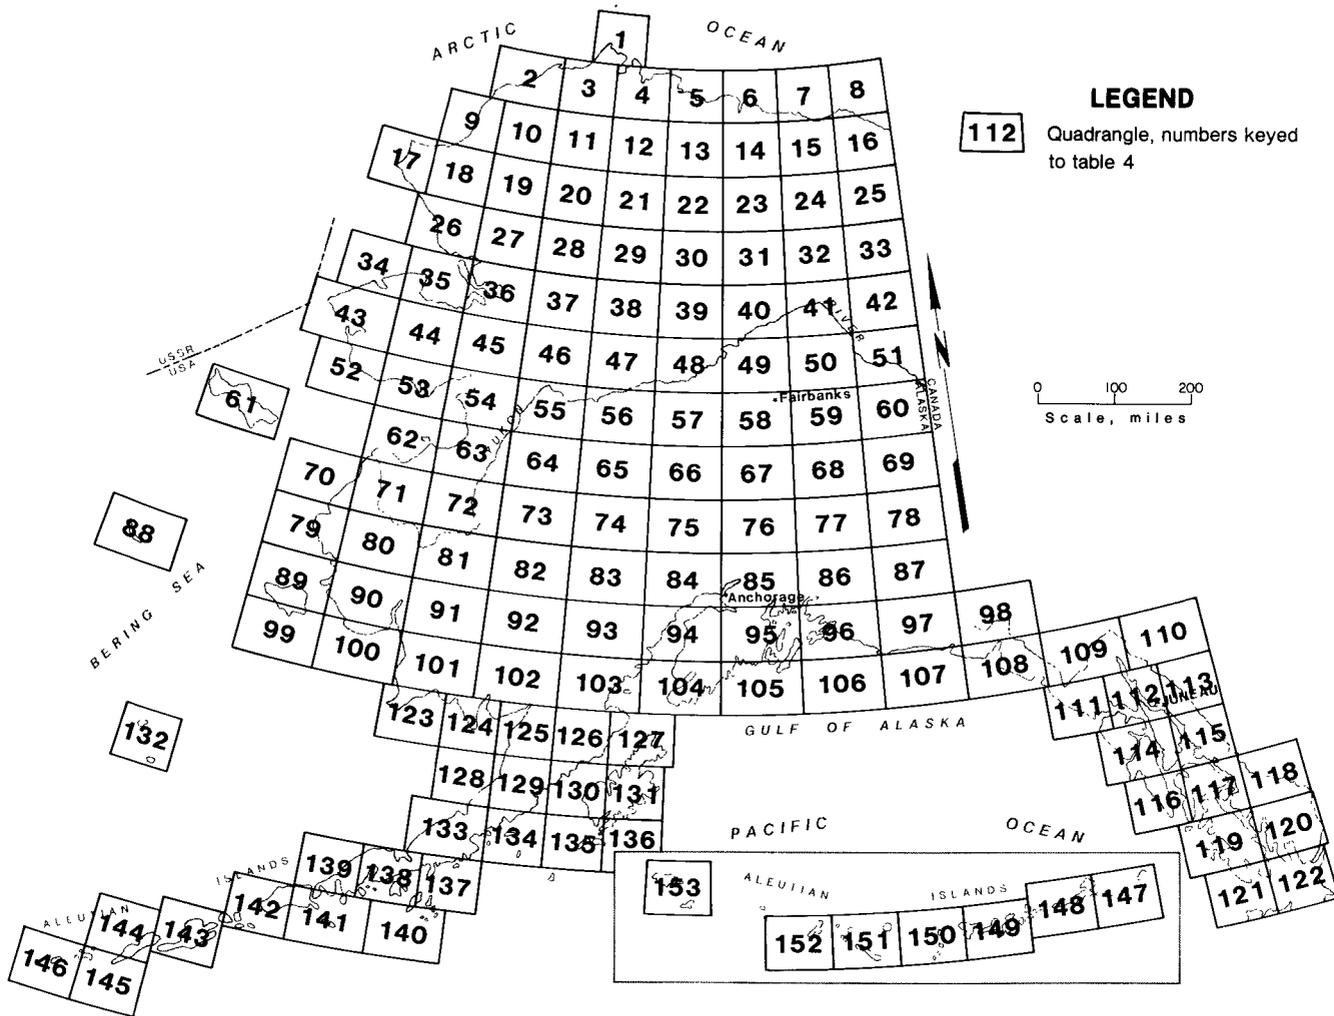 ARCTIC OCEAN
1
2 3 4 5 6 7 8
9 10 11 12 13 14 15 16
17 18 19 20 21 22 23 24 25
26 27 28 29 30 31 32 33
34 35 36 37 38 39 40 41 42
43 44 45 46 47 48 49 50 51
52 53 54 55 56 57 58 59 60
61
62 63 64 65 66 67 68 69
70 71 72 73 74 75 76 77 78
79 80 81 82 83 84 85 86 87
88
89 90 91 92 93 94 95 96 97 98
99 100 101 102 103 104 105 106 107 108 109 110
111 112 113
114 115
116 117 118
119 120
121 122
123 124 125 126 127
128 129 130 131
132
133 134 135 136
139 138 137
142 141 140
144 143
146 145
153
152 151 150 149 148 147
LEGEND
112
Quadrangle, numbers keyed
to table 4
RIVER
YUKON
USSR
USA
Fairbanks
CANADA
ALASKA
N
0 100 200
Scale, miles
BERING SEA
Anchorage
JUNEAU
GULF OF ALASKA
PACIFIC OCEAN
ALEUTIAN ISLANDS
ALEUTIAN ISLANDS